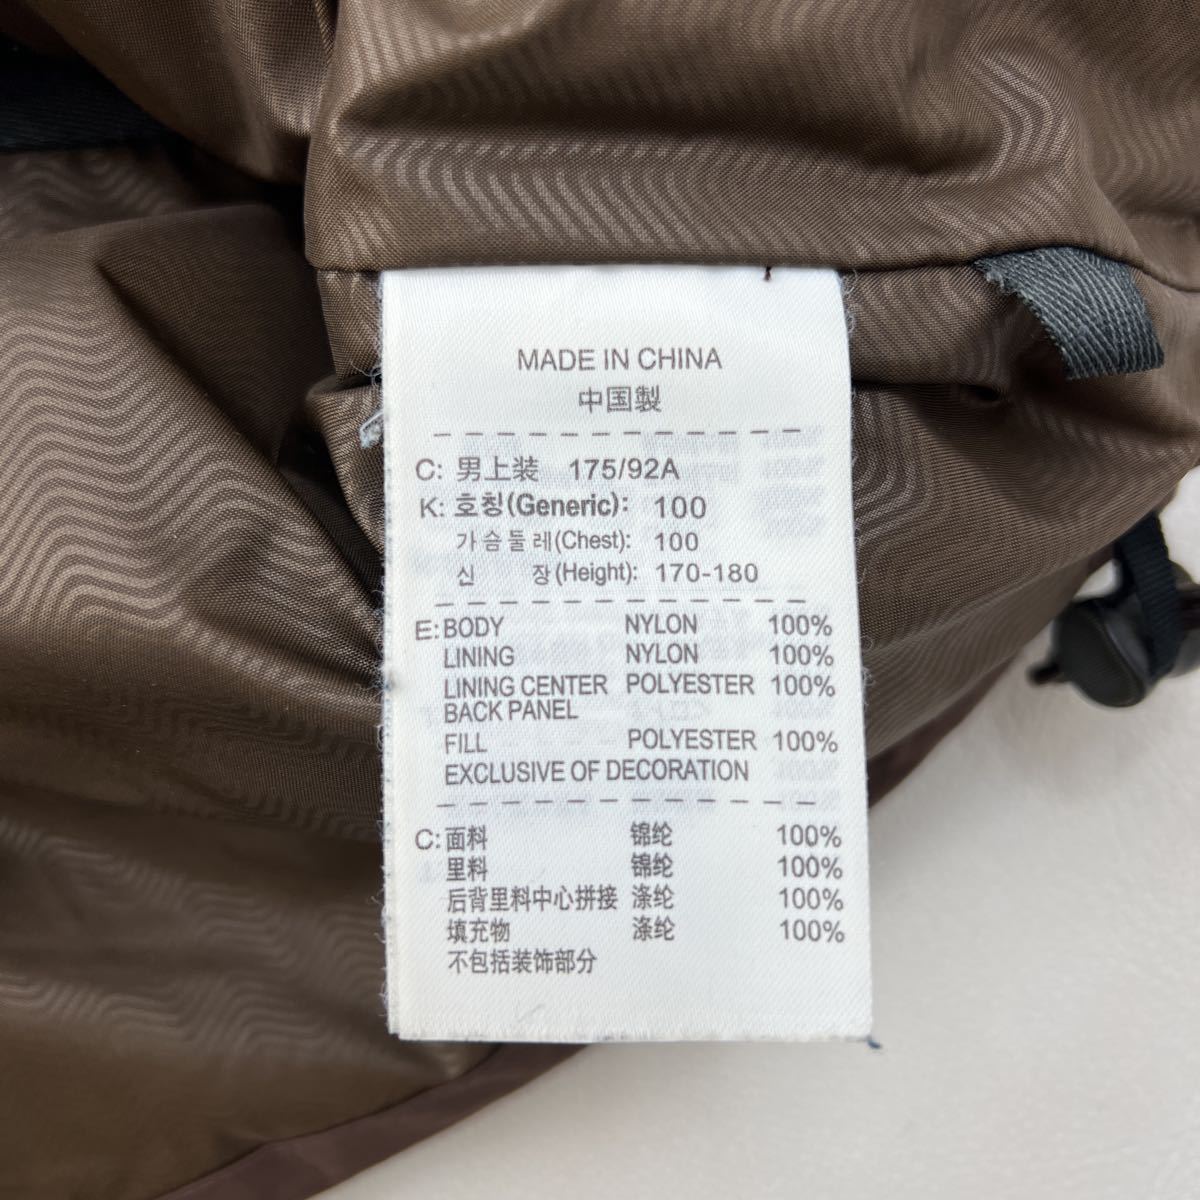 MADE IN CHINA
中国製
C: 男上装 175/92A
K: 호칭(Generic): 100
가슴둘레(Chest): 100
신 장(Height): 170-180
E: BODY NYLON 100%
LINING NYLON 100%
LINING CENTER POLYESTER 100%
BACK PANEL
FILL POLYESTER 100%
EXCLUSIVE OF DECORATION
C: 面料 锦纶 100%
里料 锦纶 100%
后背里料中心拼接 涤纶 100%
填充物 涤纶 100%
不包括装饰部分